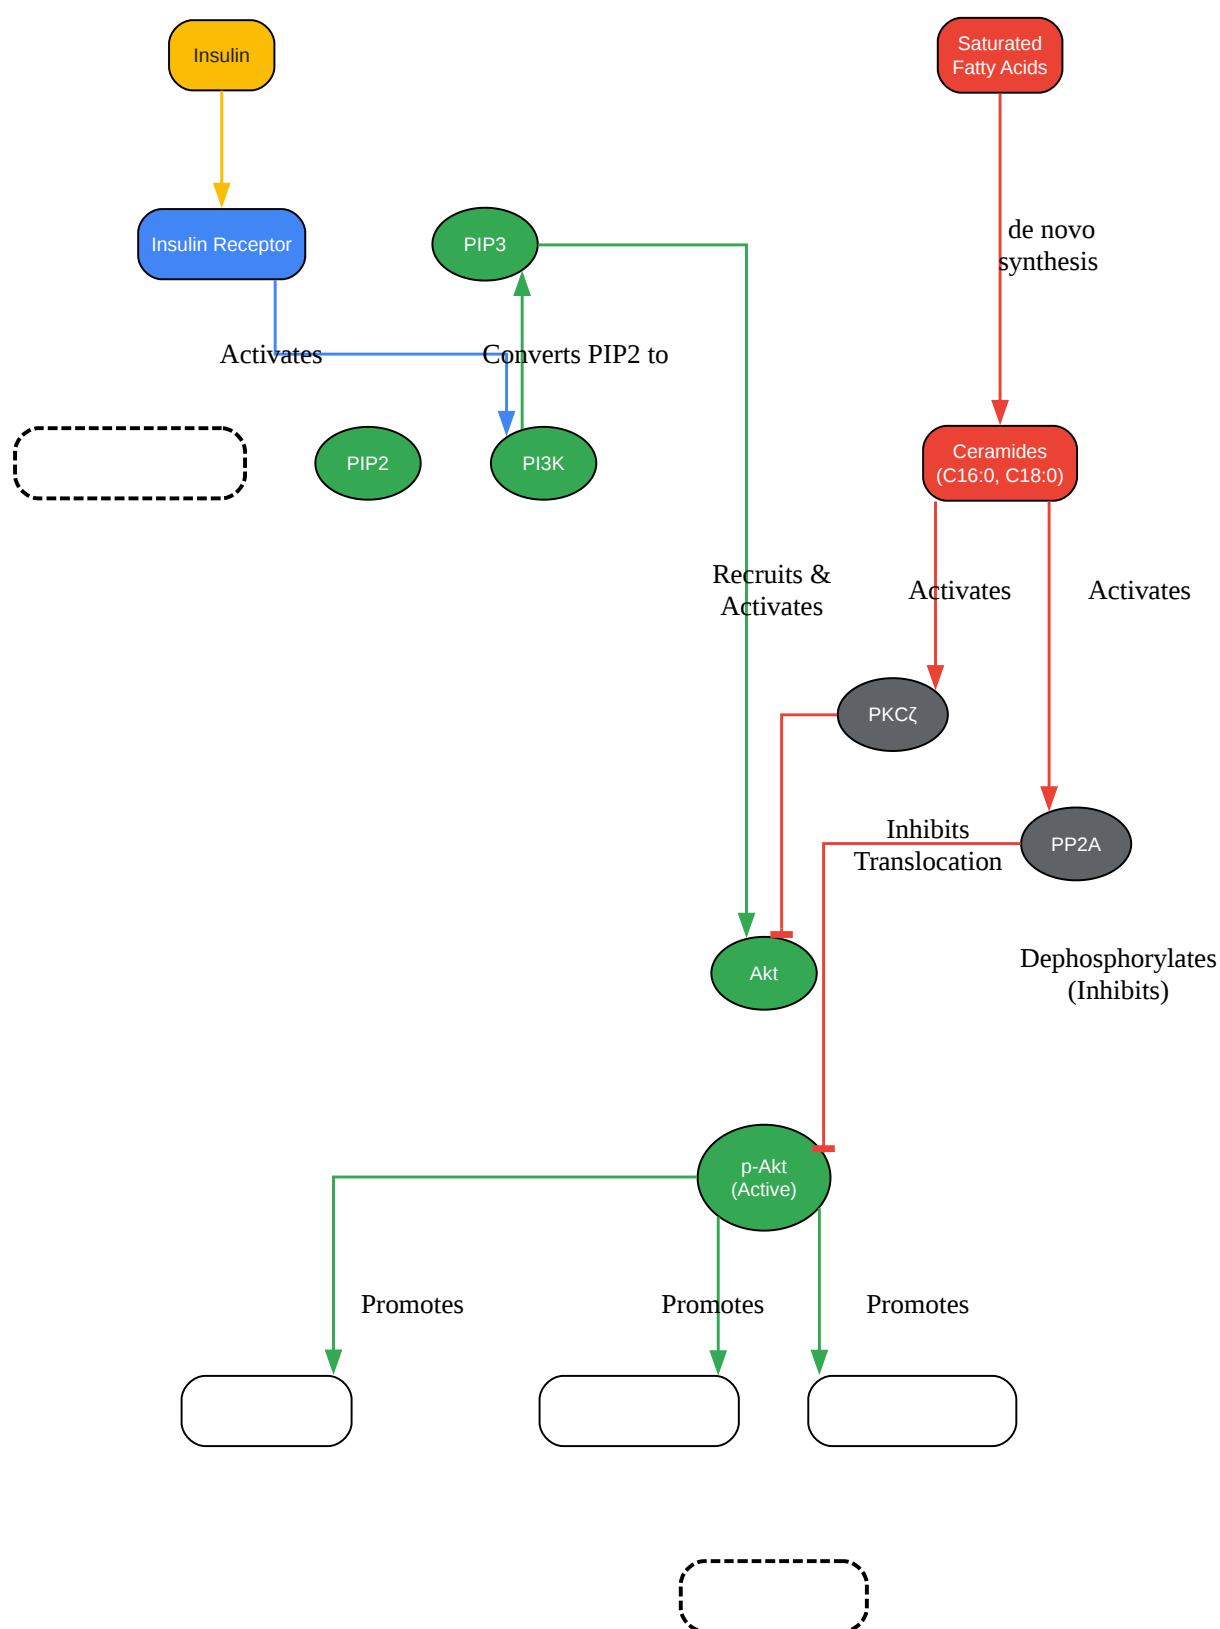 Insulin
Saturated
Fatty Acids
Insulin Receptor
PIP3
de novo
synthesis
Activates
Converts PIP2 to
PIP2
PI3K
Ceramides
(C16:0, C18:0)
Recruits &
Activates
Activates
Activates
PKCζ
Inhibits
Translocation
PP2A
Akt
Dephosphorylates
(Inhibits)
p-Akt
(Active)
Promotes
Promotes
Promotes